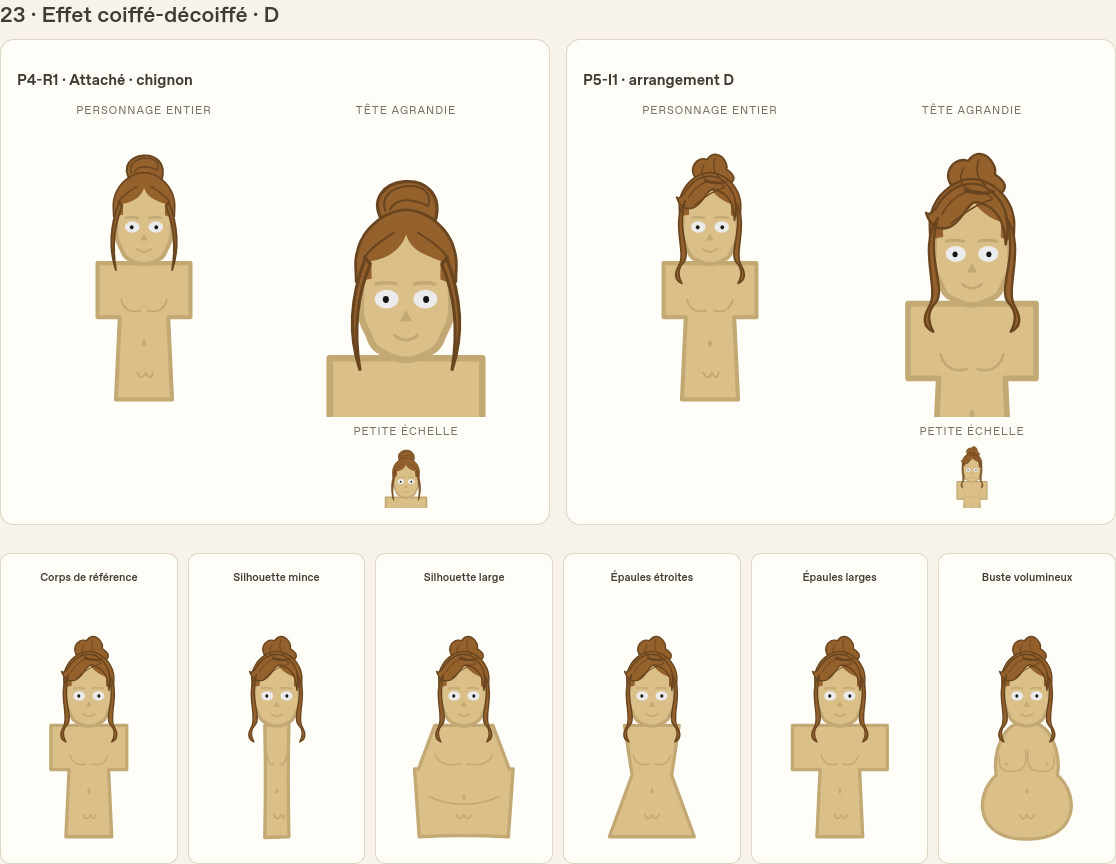 23 · Effet coiffé-décoiffé · D
P4-R1 · Attaché · chignon
PERSONNAGE ENTIER
TÊTE AGRANDIE
PETITE ÉCHELLE
P5-I1 · arrangement D
PERSONNAGE ENTIER
TÊTE AGRANDIE
PETITE ÉCHELLE
Corps de référence
Silhouette mince
Silhouette large
Épaules étroites
Épaules larges
Buste volumineux